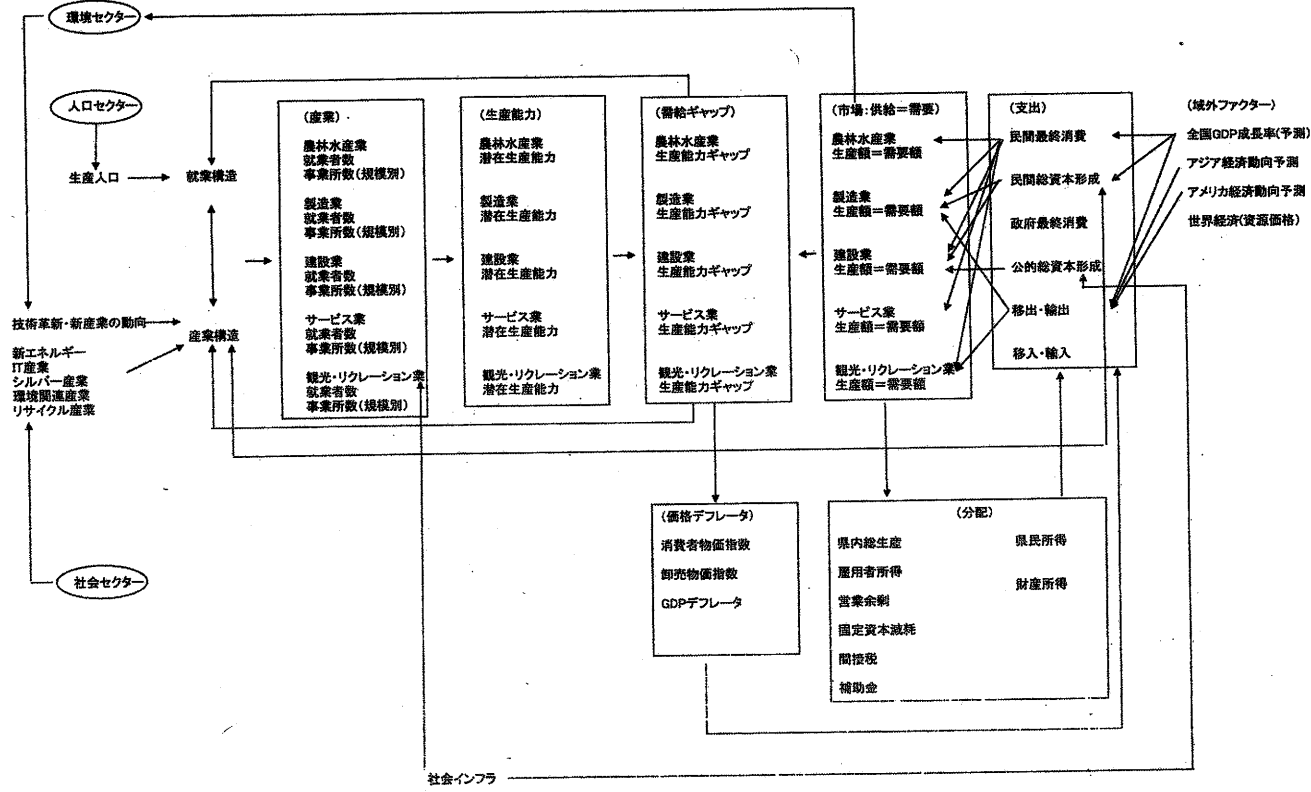 環境セクター
人口セクター
生産人口
就業構造
技術革新・新産業の動向
新エネルギー
IT産業
シルバー産業
環境関連産業
リサイクル産業
産業構造
社会セクター
(産業)
農林水産業
就業者数
事業所数(規模別)
製造業
就業者数
事業所数(規模別)
建設業
就業者数
事業所数(規模別)
サービス業
就業者数
事業所数(規模別)
観光・リクレーション業
就業者数
事業所数(規模別)
(生産能力)
農林水産業
潜在生産能力
製造業
潜在生産能力
建設業
潜在生産能力
サービス業
潜在生産能力
観光・リクレーション業
潜在生産能力
(需給ギャップ)
農林水産業
生産能力ギャップ
製造業
生産能力ギャップ
建設業
生産能力ギャップ
サービス業
生産能力ギャップ
観光・リクレーション業
生産能力ギャップ
(市場:供給=需要)
農林水産業
生産額=需要額
製造業
生産額=需要額
建設業
生産額=需要額
サービス業
生産額=需要額
観光・リクレーション業
生産額=需要額
(支出)
民間最終消費
民間総資本形成
政府最終消費
公的総資本形成
移出・輸出
移入・輸入
(域外ファクター)
全国GDP成長率(予測)
アジア経済動向予測
アメリカ経済動向予測
世界経済(資源価格)
(価格デフレータ)
消費者物価指数
卸売物価指数
GDPデフレータ
(分配)
県内総生産
雇用者所得
営業余剰
固定資本減耗
間接税
補助金
県民所得
財産所得
社会インフラ